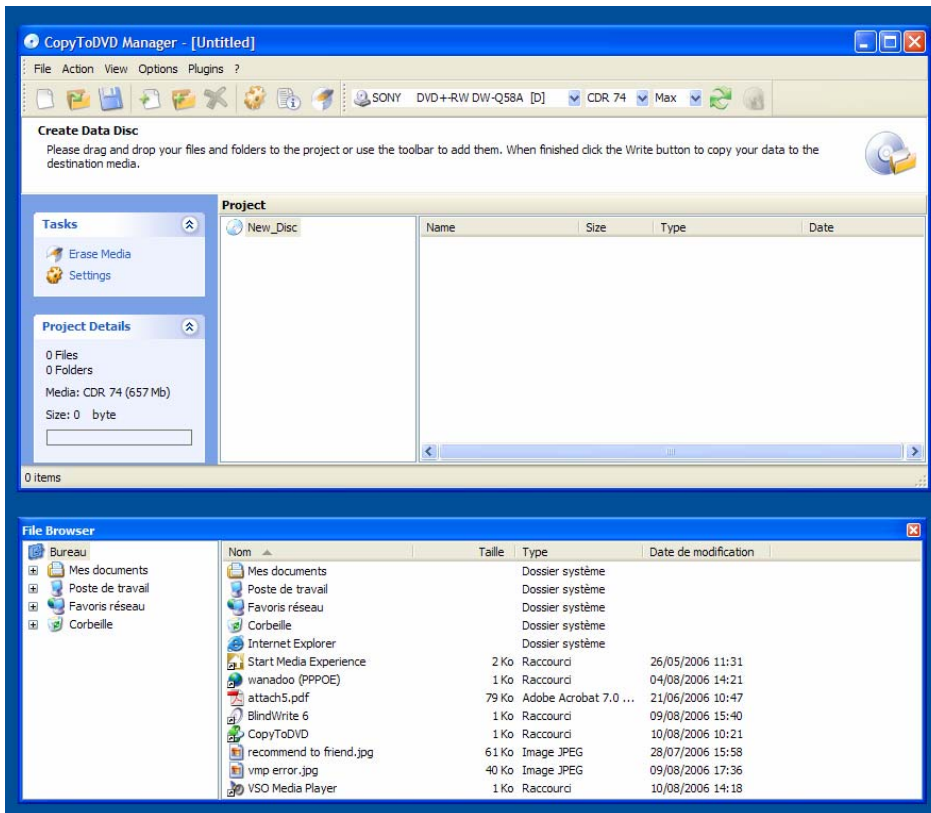 CopyToDVD Manager - [Untitled]
File Action View Options Plugins ?
SONY DVD+-RW DW-Q58A [D] CDR 74 Max
Create Data Disc
Please drag and drop your files and folders to the project or use the toolbar to add them. When finished click the Write button to copy your data to the
destination media.
Project
Tasks
Erase Media
Settings
Project Details
0 Files
0 Folders
Media: CDR 74 (657 Mb)
Size: 0 byte
New_Disc
Name Size Type Date
0 items
File Browser
Bureau
Mes documents
Poste de travail
Favoris réseau
Corbeille
Nom Taille Type Date de modification
Mes documents Dossier système
Poste de travail Dossier système
Favoris réseau Dossier système
Corbeille Dossier système
Internet Explorer Dossier système
Start Media Experience 2 Ko Raccourci 26/05/2006 11:31
wanadoo (PPPOE) 1 Ko Raccourci 04/08/2006 14:21
attach5.pdf 79 Ko Adobe Acrobat 7.0 ... 21/06/2006 10:47
BlindWrite 6 1 Ko Raccourci 09/08/2006 15:40
CopyToDVD 1 Ko Raccourci 10/08/2006 10:21
recommend to friend.jpg 61 Ko Image JPEG 28/07/2006 15:58
vmp error.jpg 40 Ko Image JPEG 09/08/2006 17:36
VSO Media Player 1 Ko Raccourci 10/08/2006 14:18